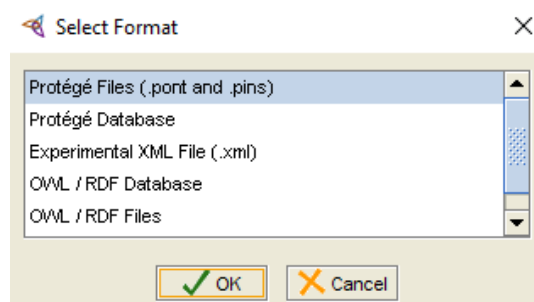 Select Format
Protégé Files (.pont and .pins)
Protégé Database
Experimental XML File (.xml)
OWL / RDF Database
OWL / RDF Files
OK Cancel